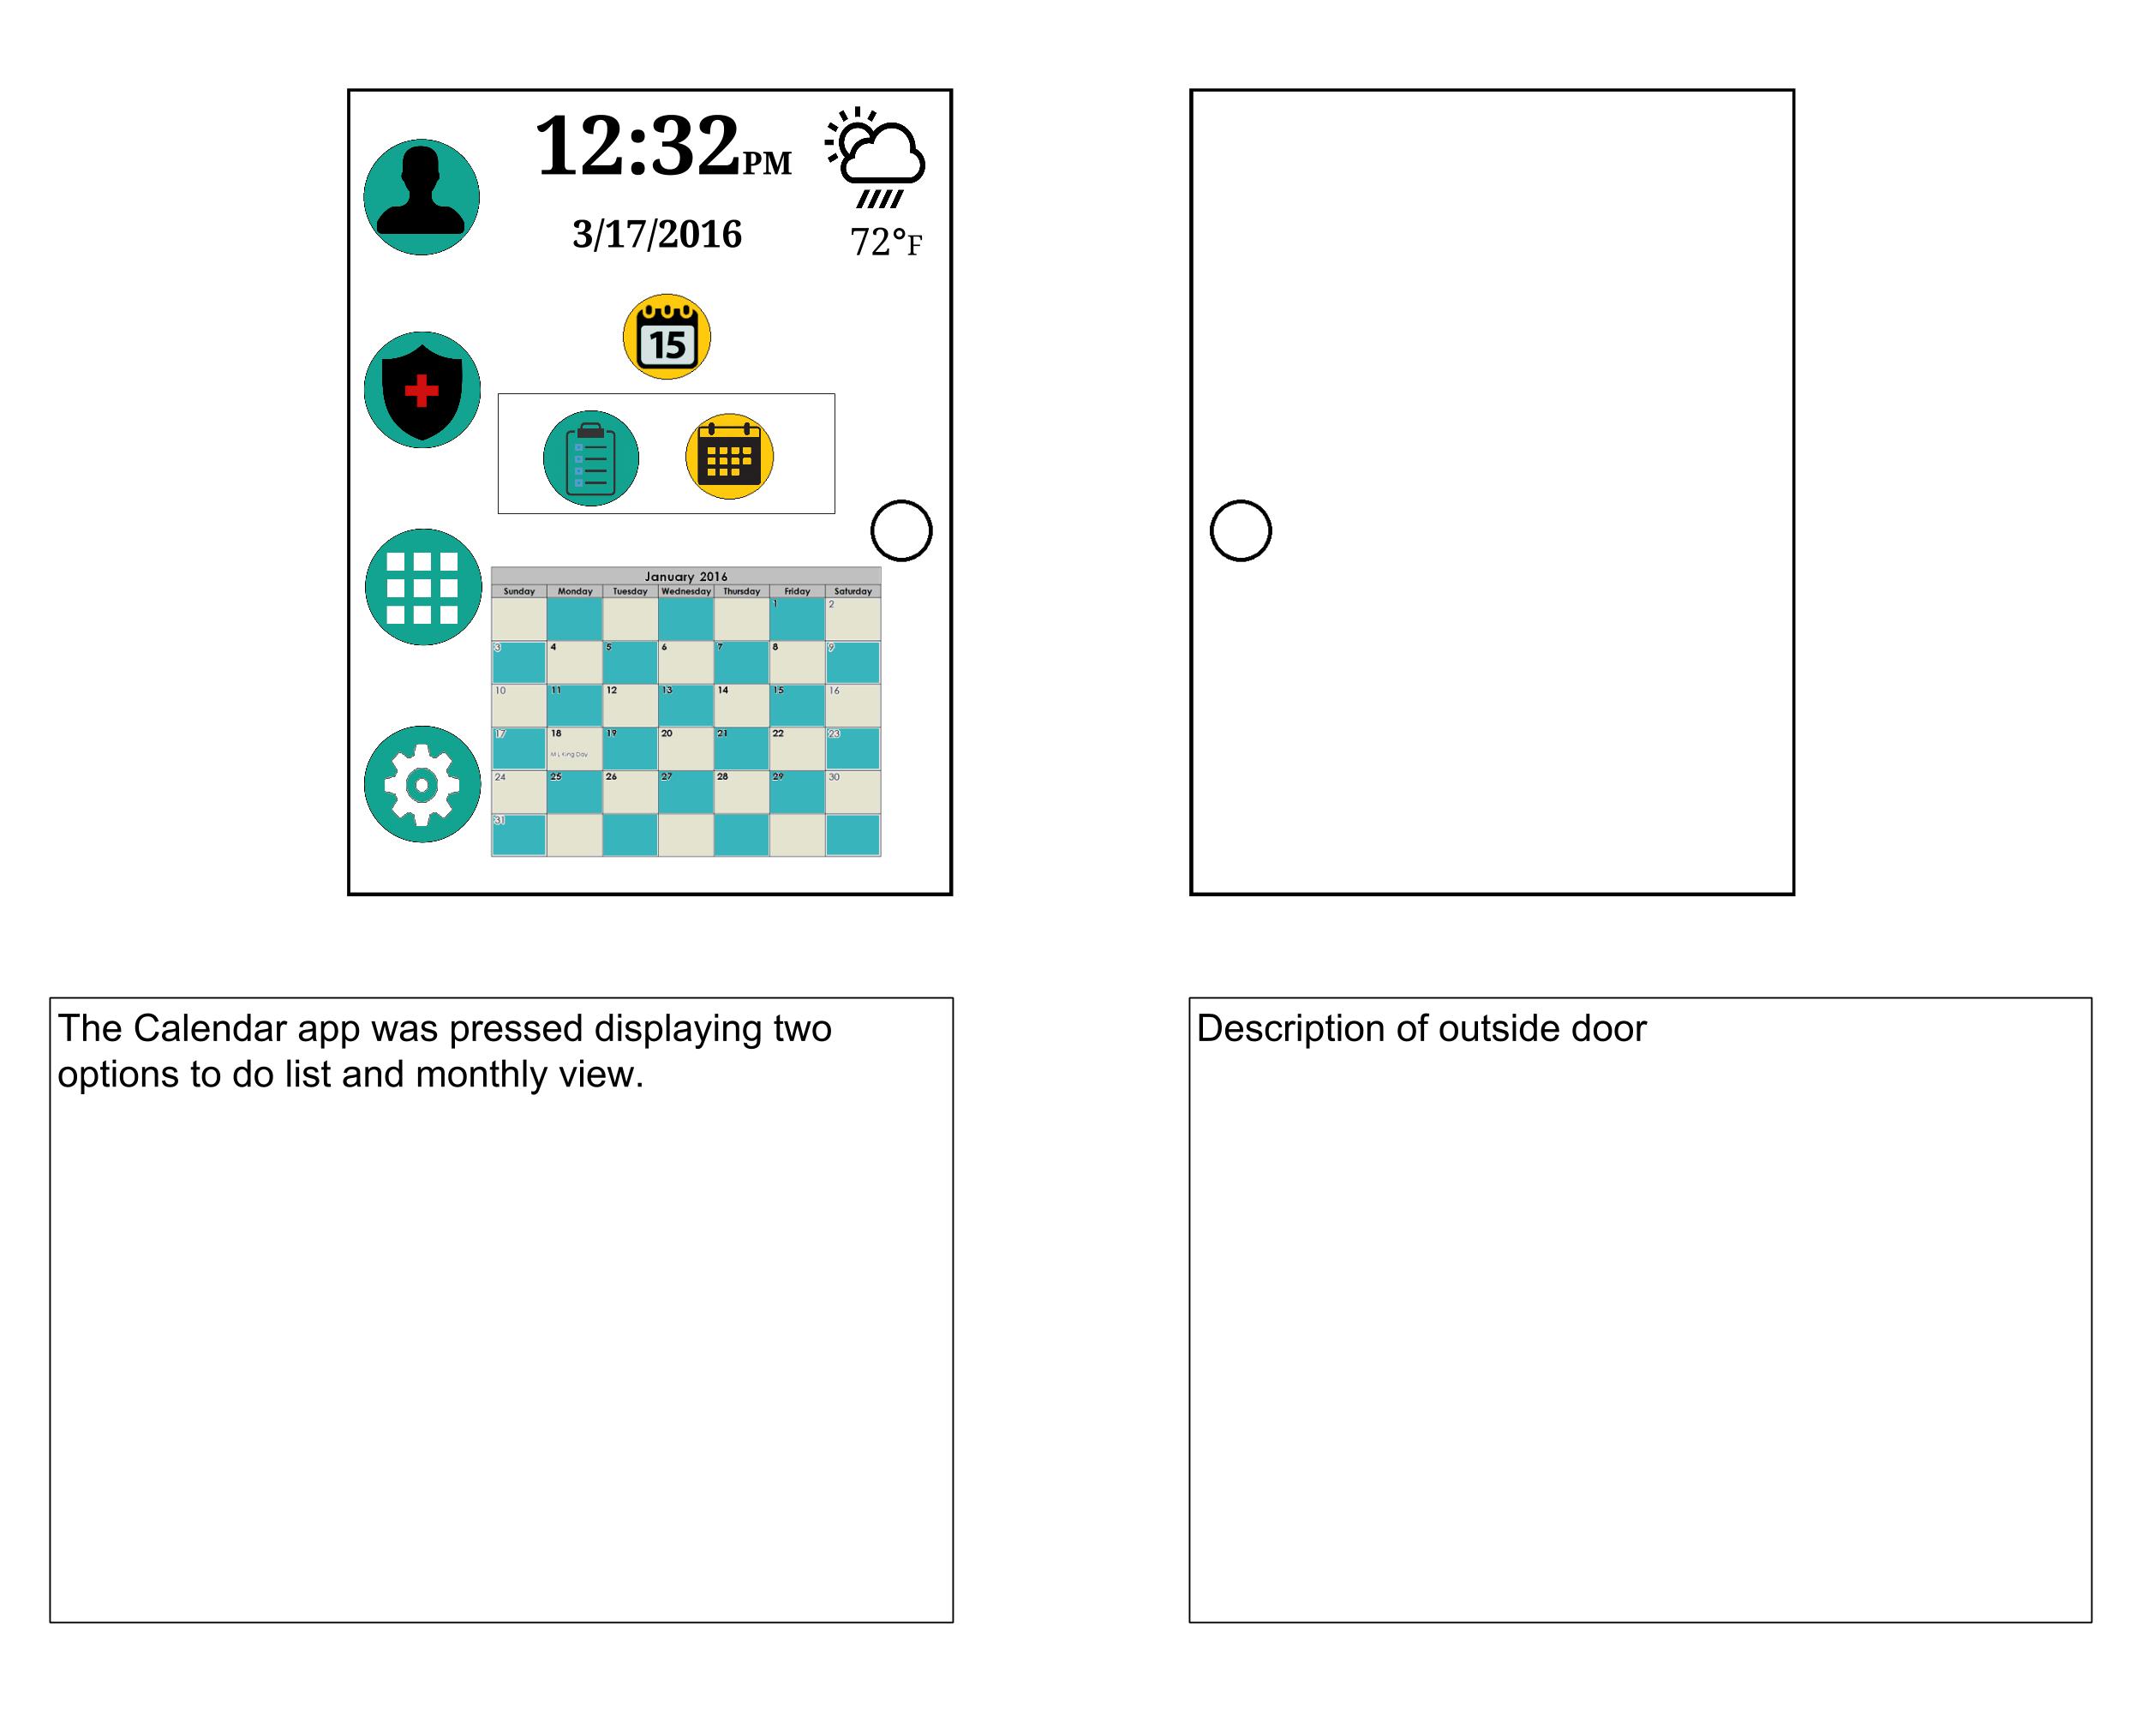 12:32PM
3/17/2016
72°F
15
January 2016
Sunday Monday Tuesday Wednesday Thursday Friday Saturday
1 2
3 4 5 6 7 8 9
10 11 12 13 14 15 16
17 18 19 20 21 22 23
M L King Day
24 25 26 27 28 29 30
31
The Calendar app was pressed displaying two
options to do list and monthly view.
Description of outside door